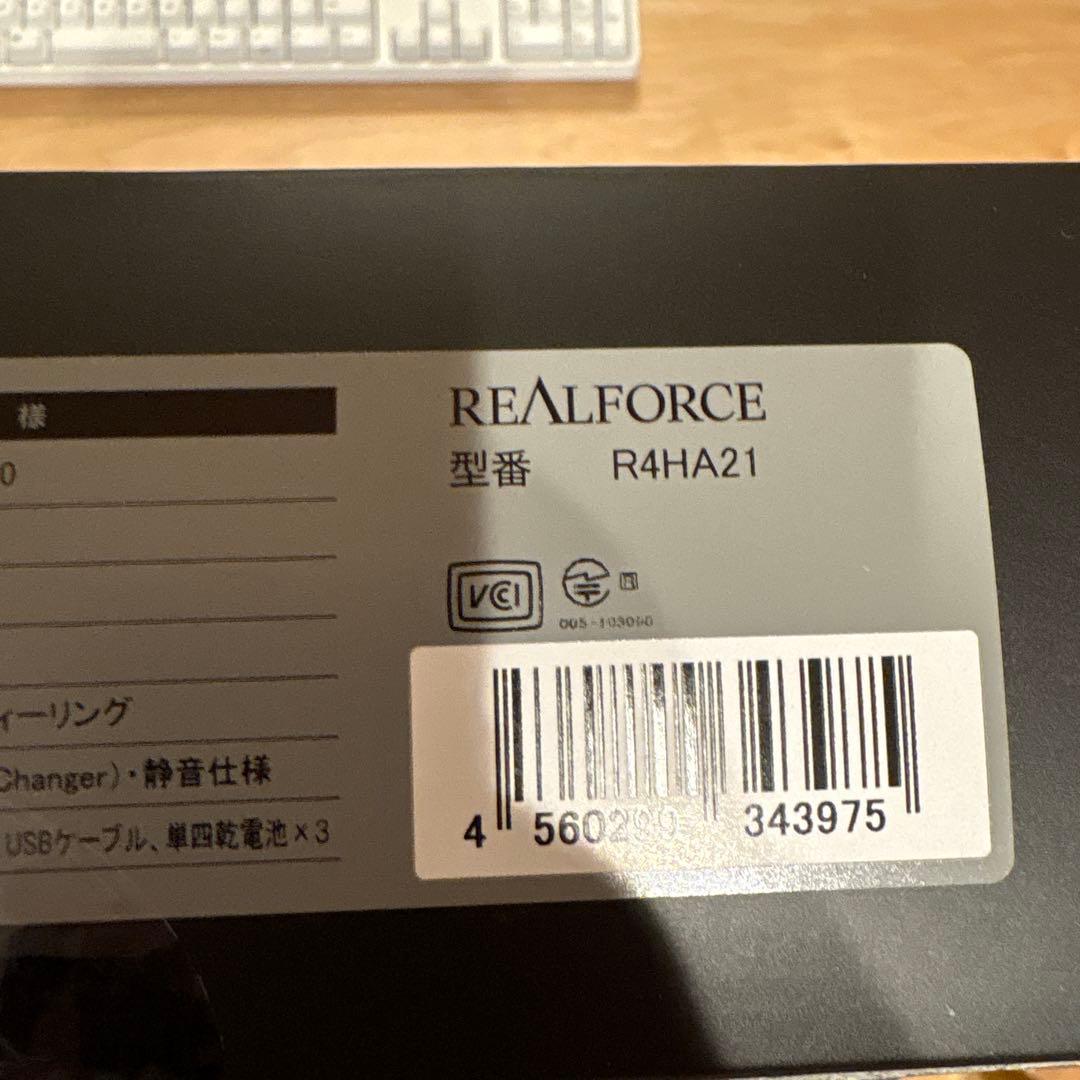 様
0
ィーリング
Changer)・静音仕様
USBケーブル、単四乾電池×3
REALFORCE
型番 R4HA21
VCCI
R
4 560299 343975